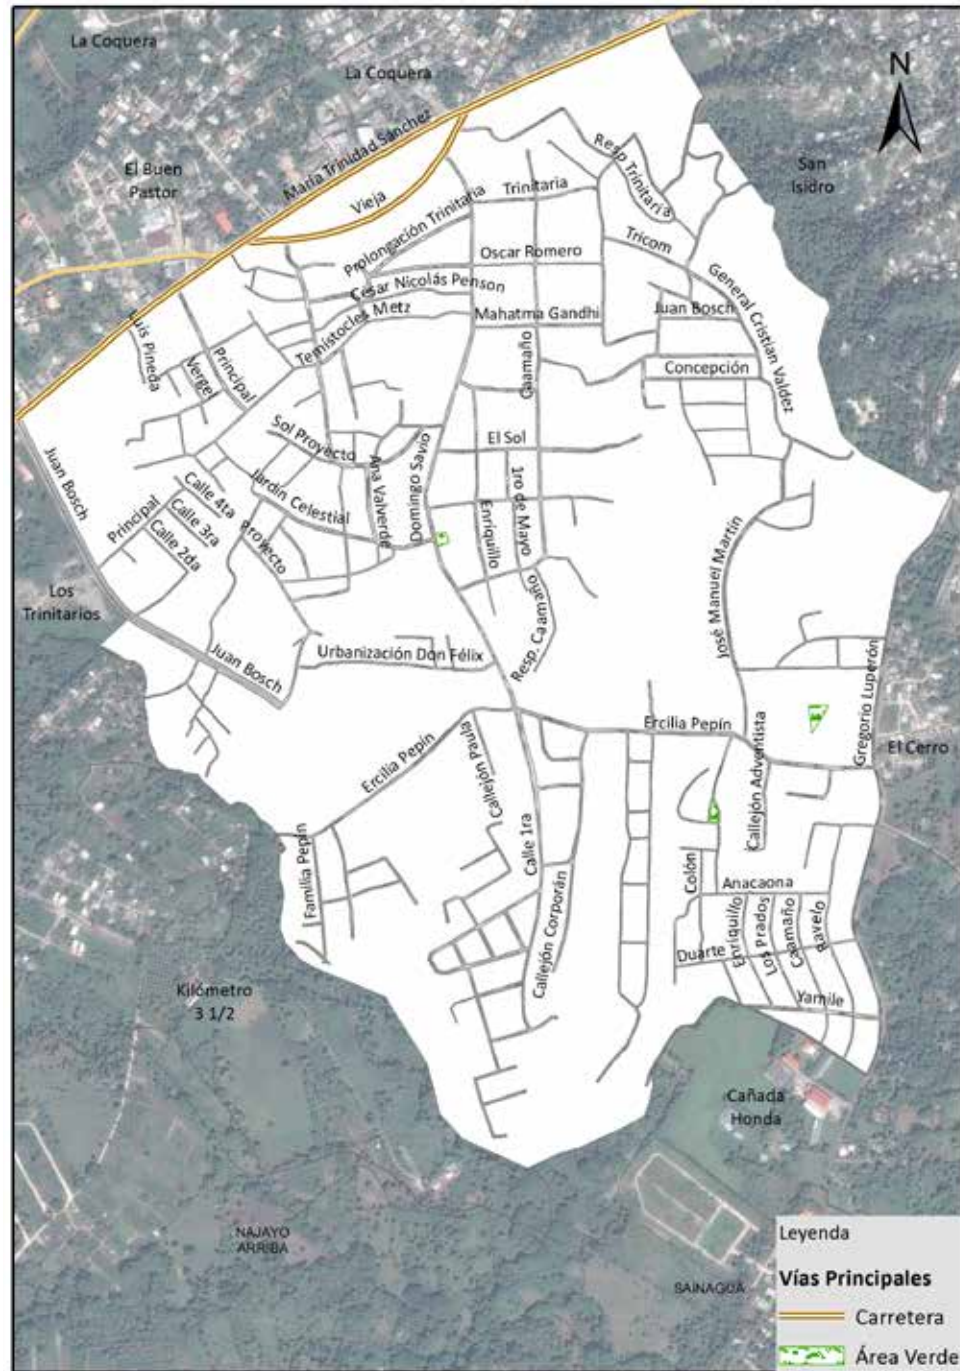 La Coquera
La Coquera
N
María Trinidad Sánchez
El Buen
Pastor
San
Isidro
Resp Trinitaria
Vieja
Trinitaria
Prolongación Trinitaria
Tricom
Oscar Romero
César Nicolás Penson
General Cristian Valdez
Juan Bosch
Mahatma Gandhi
Temístocles Metz
Luis Pineda
Principal
Vergel
Caamaño
Concepción
Sol Proyecto
El Sol
Domingo Savio
Ana Valverde
Juan Bosch
Calle 4ta
Jardín Celestial
Principal
Calle 3ra
Calle 2da
Proyecto
Enriquillo
1ro de Mayo
José Manuel Martín
Los
Trinitarios
Resp. Caamaño
Juan Bosch
Urbanización Don Félix
Gregorio Luperón
Ercilia Pepín
Ercilia Pepín
Callejón Paula
Callejón Adventista
El Cerro
Calle 1ra
Familia Pepín
Colón
Anacaona
Callejón Corporán
Enriquillo
Los Prados
Caamaño
Ravelo
Duarte
Yamile
Kilómetro
3 1/2
Cañada
Honda
NAJAYO
ARRIBA
SAINAGUA
Leyenda
Vías Principales
Carretera
Área Verde